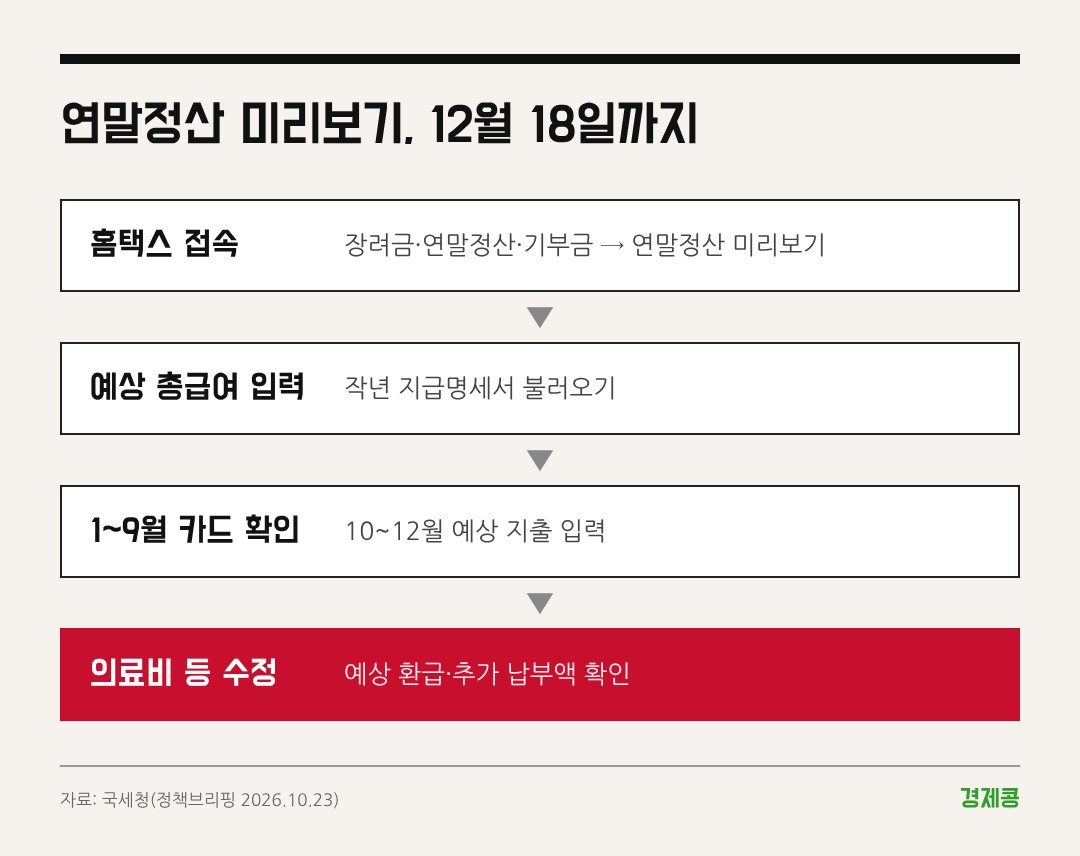 연말정산 미리보기, 12월 18일까지
홈택스 접속 장려금·연말정산·기부금 → 연말정산 미리보기
예상 총급여 입력 작년 지급명세서 불러오기
1~9월 카드 확인 10~12월 예상 지출 입력
의료비 등 수정 예상 환급·추가 납부액 확인
자료: 국세청(정책브리핑 2026.10.23)
경제콩